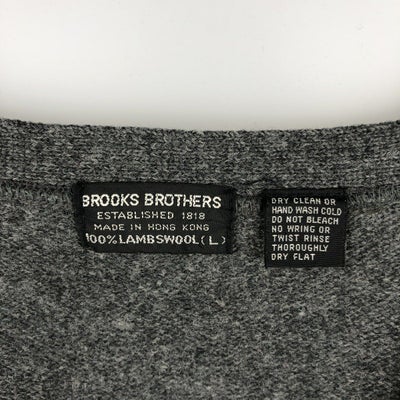 BROOKS BROTHERS
ESTABLISHED 1818
MADE IN HONG KONG
100% LAMBSWOOL (L)
DRY CLEAN OR
HAND WASH COLD
DO NOT BLEACH
NO WRING OR
TWIST RINSE
THOROUGHLY
DRY FLAT